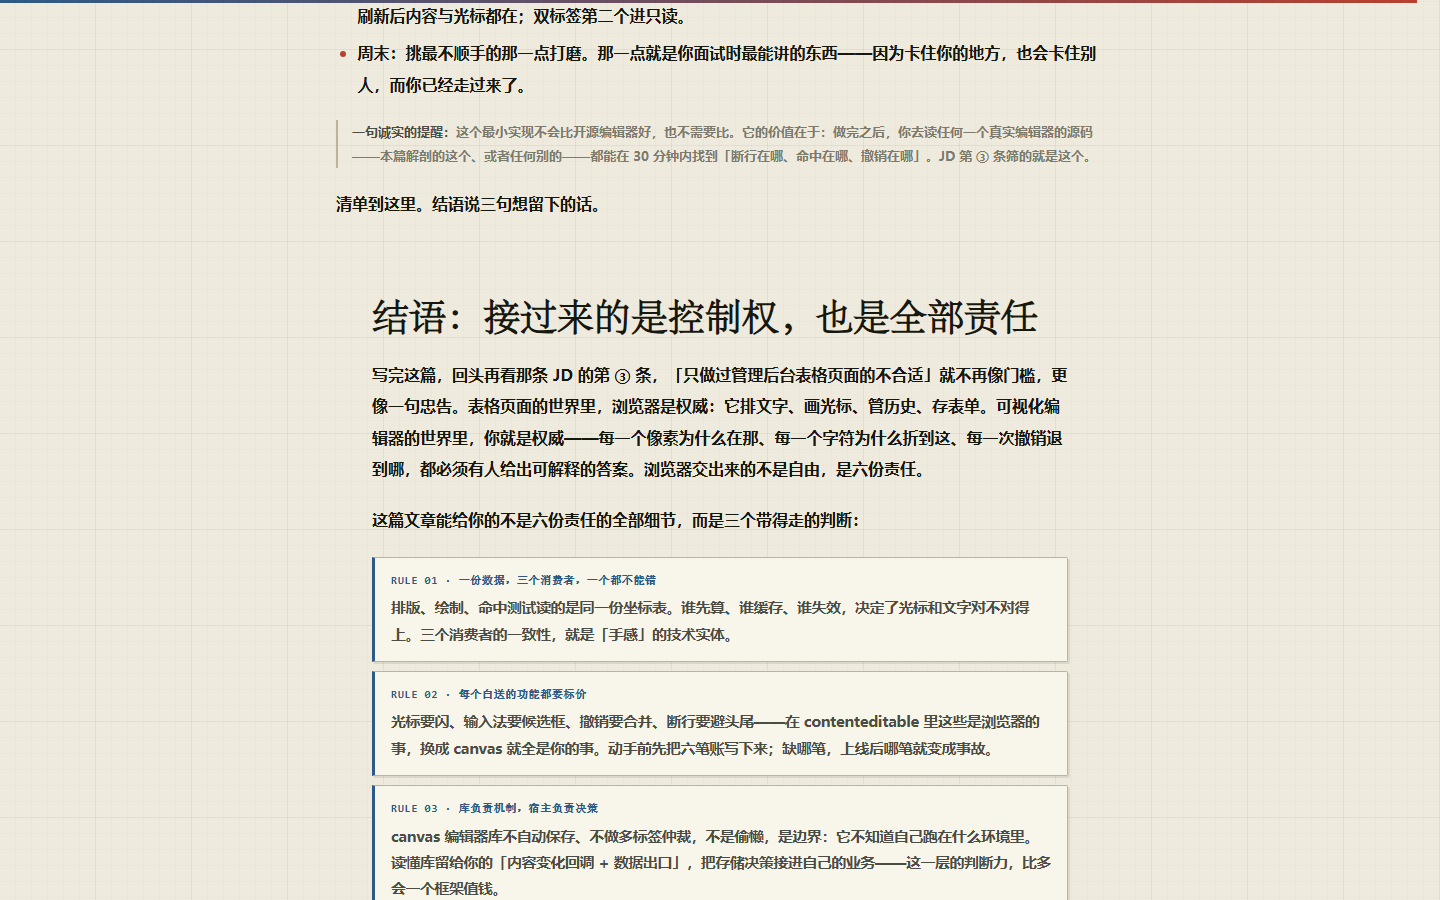 刷新后内容与光标都在；双标签第二个进只读。
周末：挑最不顺手的那一点打磨。那一点就是你面试时最能讲的东西——因为卡住你的地方，也会卡住别
人，而你已经走过来了。
一句诚实的提醒：这个最小实现不会比开源编辑器好，也不需要比。它的价值在于：做完之后，你去读任何一个真实编辑器的源码
——本篇解剖的这个、或者任何别的——都能在 30 分钟内找到「断行在哪、命中在哪、撤销在哪」。JD 第 ③ 条筛的就是这个。
清单到这里。结语说三句想留下的话。
结语：接过来的是控制权，也是全部责任
写完这篇，回头再看那条 JD 的第 ③ 条，「只做过管理后台表格页面的不合适」就不再像门槛，更
像一句忠告。表格页面的世界里，浏览器是权威：它排文字、画光标、管历史、存表单。可视化编
辑器的世界里，你就是权威——每一个像素为什么在那、每一个字符为什么折到这、每一次撤销退
到哪，都必须有人给出可解释的答案。浏览器交出来的不是自由，是六份责任。
这篇文章能给你的不是六份责任的全部细节，而是三个带得走的判断：
RULE 01 · 一份数据，三个消费者，一个都不能错
排版、绘制、命中测试读的是同一份坐标表。谁先算、谁缓存、谁失效，决定了光标和文字对不对得
上。三个消费者的一致性，就是「手感」的技术实体。
RULE 02 · 每个白送的功能都要标价
光标要闪、输入法要候选框、撤销要合并、断行要避头尾——在 contenteditable 里这些是浏览器的
事，换成 canvas 就全是你的事。动手前先把六笔账写下来；缺哪笔，上线后哪笔就变成事故。
RULE 03 · 库负责机制，宿主负责决策
canvas 编辑器库不自动保存、不做多标签仲裁，不是偷懒，是边界：它不知道自己跑在什么环境里。
读懂库留给你的「内容变化回调 + 数据出口」，把存储决策接进自己的业务——这一层的判断力，比多
会一个框架值钱。